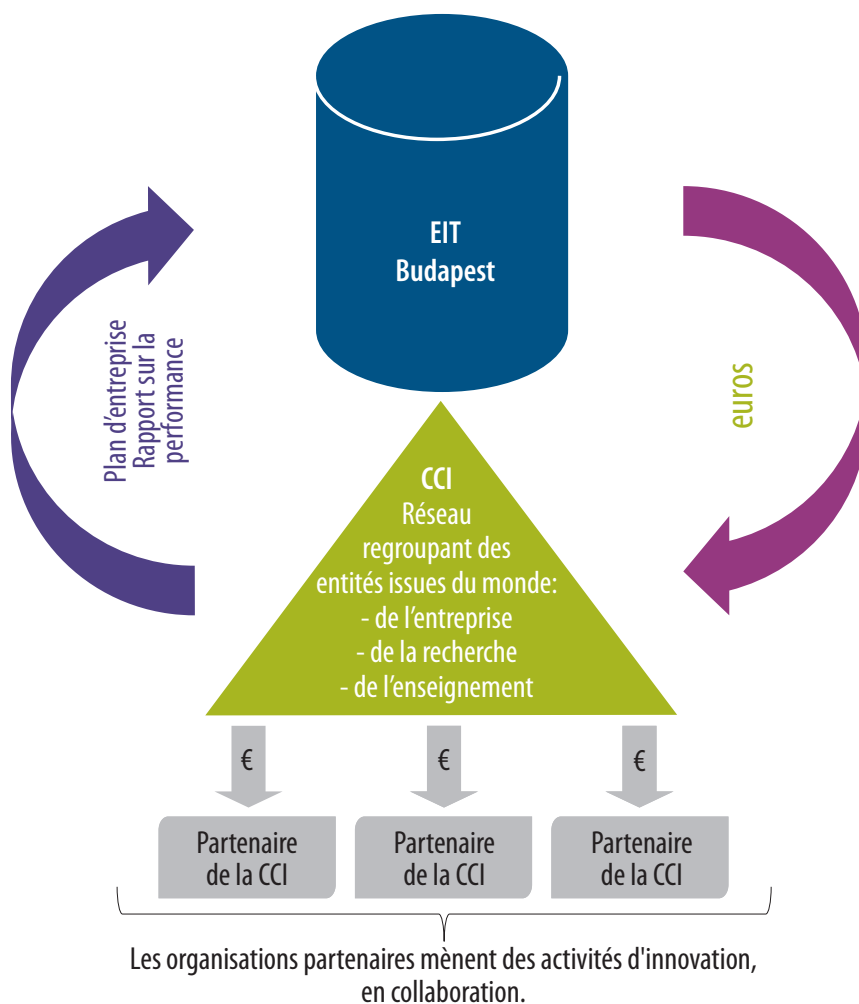 EIT
Budapest
Plan d’entreprise
Rapport sur la
performance
euros
CCI
Réseau
regroupant des
entités issues du monde:
- de l’entreprise
- de la recherche
- de l’enseignement
€
€
€
Partenaire
de la CCI
Partenaire
de la CCI
Partenaire
de la CCI
Les organisations partenaires mènent des activités d'innovation,
en collaboration.